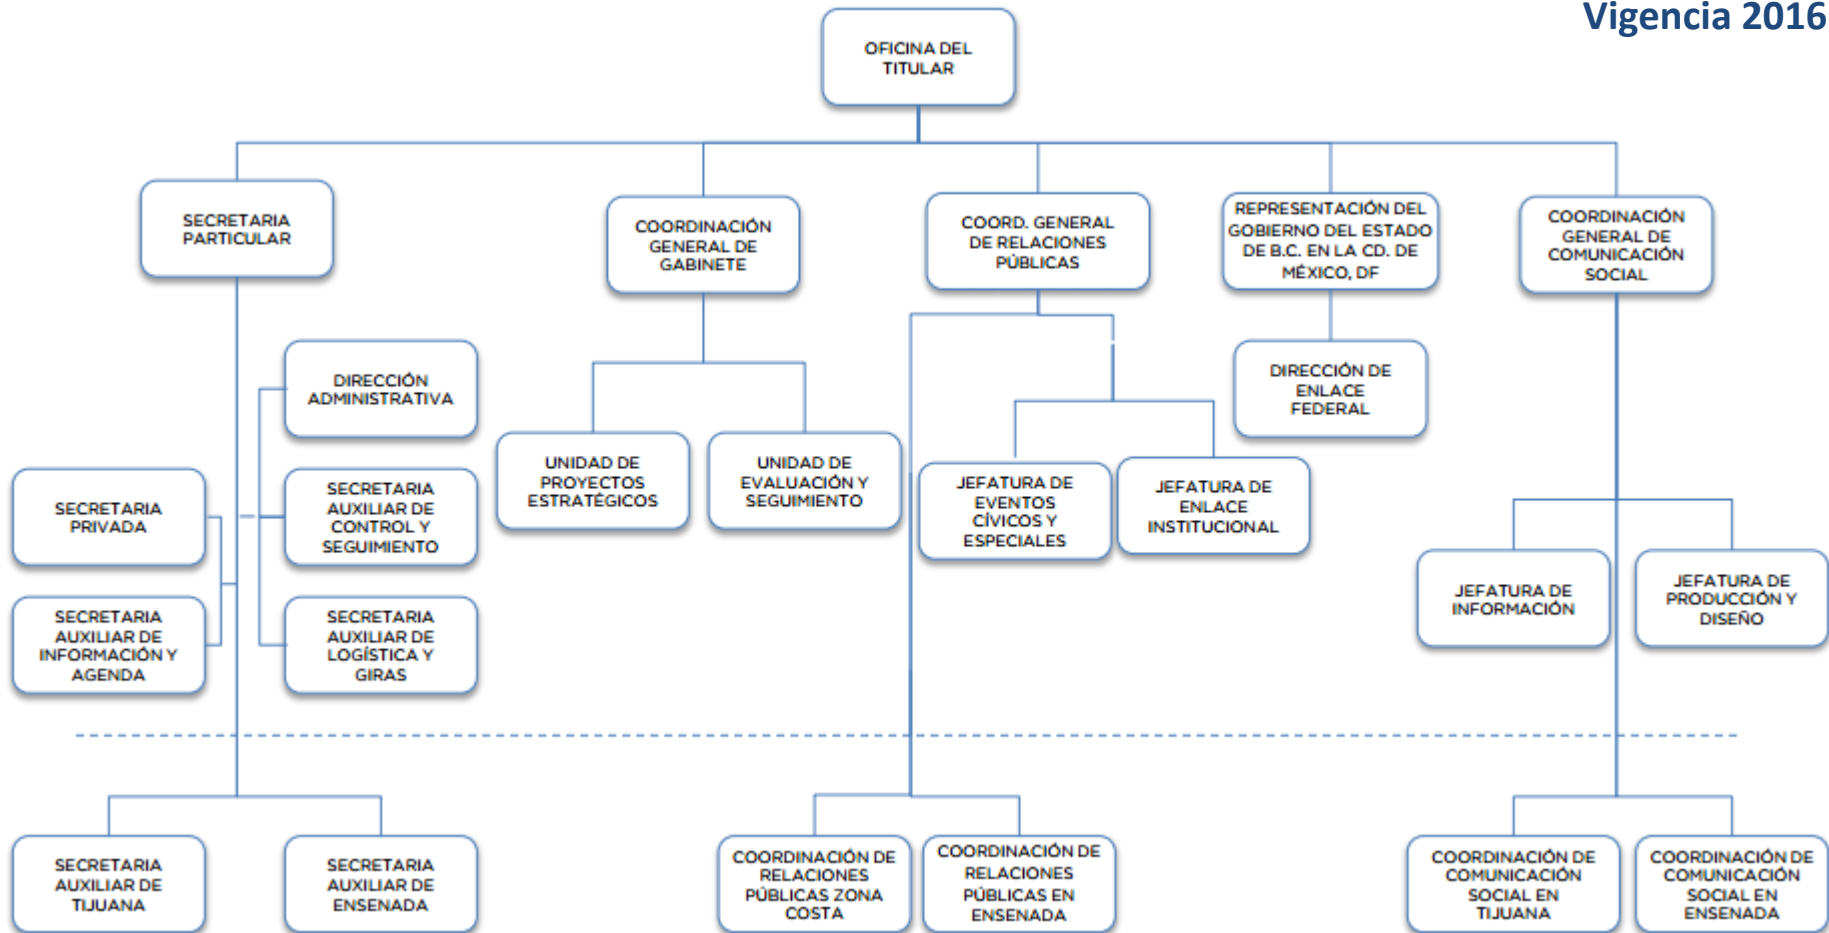 Vigencia 2016
OFICINA DEL
TITULAR
SECRETARIA
PARTICULAR
COORDINACIÓN
GENERAL DE
GABINETE
COORD. GENERAL
DE RELACIONES
PÚBLICAS
REPRESENTACIÓN DEL
GOBIERNO DEL ESTADO
DE B.C. EN LA CD. DE
MÉXICO, DF
COORDINACIÓN
GENERAL DE
COMUNICACIÓN
SOCIAL
DIRECCIÓN
ADMINISTRATIVA
DIRECCIÓN DE
ENLACE
FEDERAL
SECRETARIA
PRIVADA
SECRETARIA
AUXILIAR DE
CONTROL Y
SEGUIMIENTO
UNIDAD DE
PROYECTOS
ESTRATÉGICOS
UNIDAD DE
EVALUACIÓN Y
SEGUIMIENTO
JEFATURA DE
EVENTOS
CÍVICOS Y
ESPECIALES
JEFATURA DE
ENLACE
INSTITUCIONAL
SECRETARIA
AUXILIAR DE
INFORMACIÓN Y
AGENDA
SECRETARIA
AUXILIAR DE
LOGÍSTICA Y
GIRAS
JEFATURA DE
INFORMACIÓN
JEFATURA DE
PRODUCCIÓN Y
DISEÑO
SECRETARIA
AUXILIAR DE
TIJUANA
SECRETARIA
AUXILIAR DE
ENSENADA
COORDINACIÓN DE
RELACIONES
PÚBLICAS ZONA
COSTA
COORDINACIÓN DE
RELACIONES
PÚBLICAS EN
ENSENADA
COORDINACIÓN DE
COMUNICACIÓN
SOCIAL EN
TIJUANA
COORDINACIÓN DE
COMUNICACIÓN
SOCIAL EN
ENSENADA